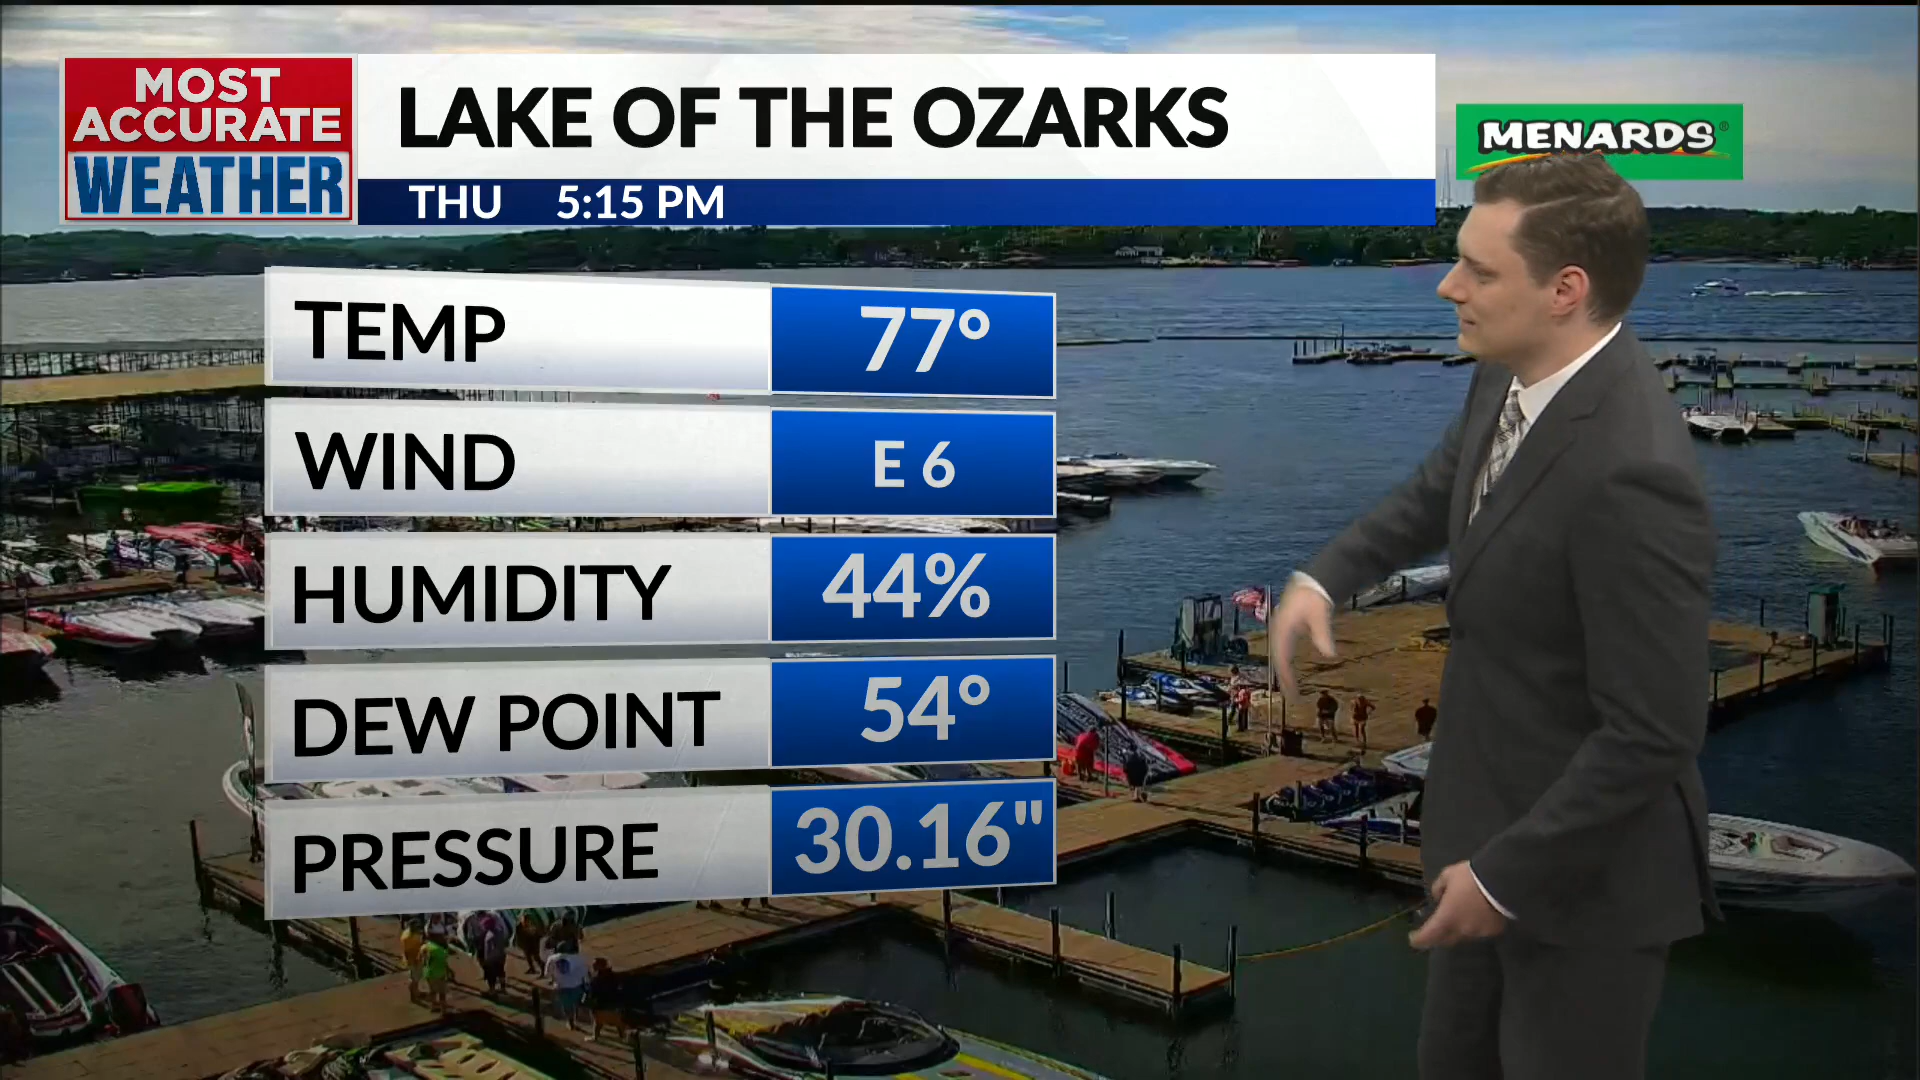 MOST
ACCURATE
WEATHER
LAKE OF THE OZARKS
THU 5:15 PM
MENARDS®
TEMP 77°
WIND E 6
HUMIDITY 44%
DEW POINT 54°
PRESSURE 30.16"